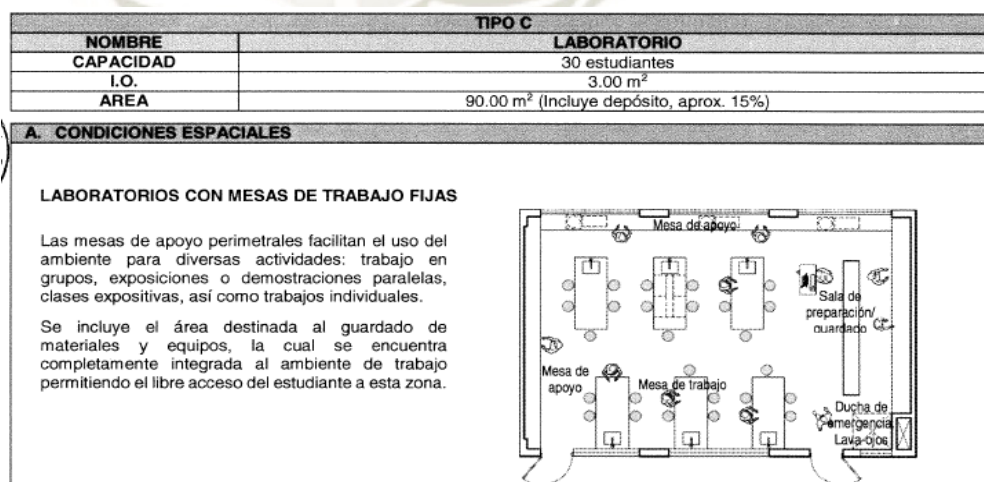 TIPO C
NOMBRE LABORATORIO
CAPACIDAD 30 estudiantes
I.O. 3.00 m²
AREA 90.00 m² (Incluye depósito, aprox. 15%)
A. CONDICIONES ESPACIALES
LABORATORIOS CON MESAS DE TRABAJO FIJAS
Las mesas de apoyo perimetrales facilitan el uso del
ambiente para diversas actividades: trabajo en
grupos, exposiciones o demostraciones paralelas,
clases expositivas, así como trabajos individuales.
Se incluye el área destinada al guardado de
materiales y equipos, la cual se encuentra
completamente integrada al ambiente de trabajo
permitiendo el libre acceso del estudiante a esta zona.
Mesa de apoyo
Sala de
preparación/
guardado
Mesa de
apoyo
Mesa de trabajo
Ducha de
emergencia
Lava-ojos